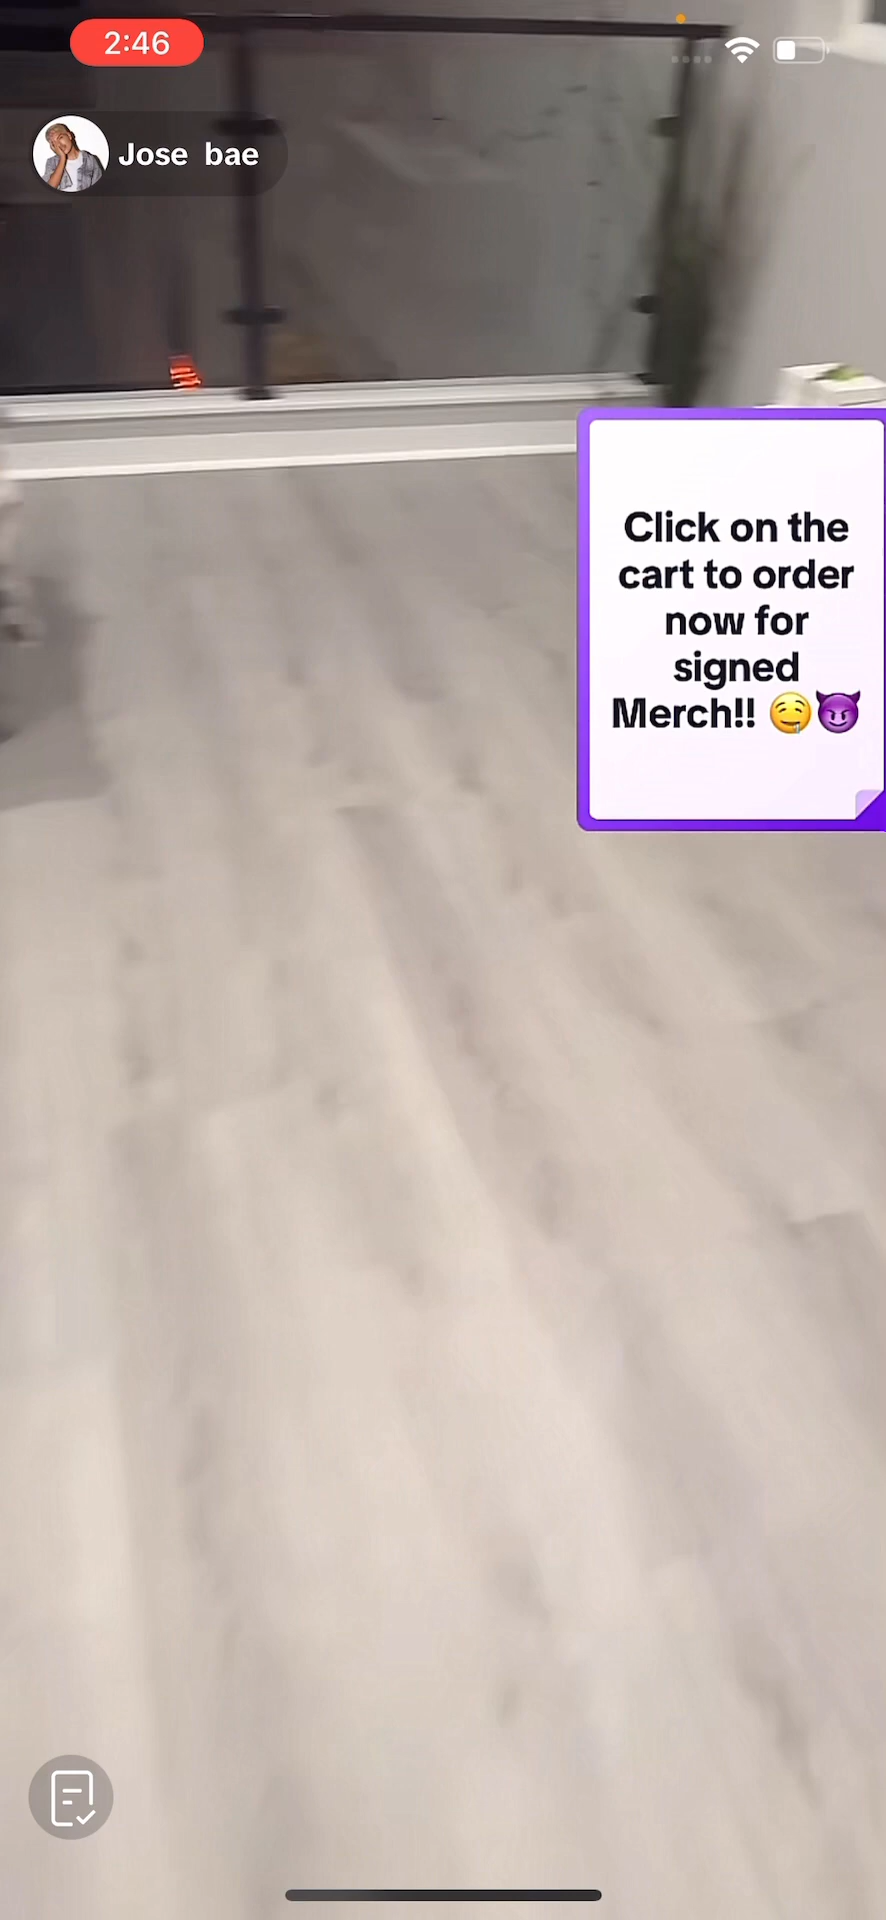 2:46
Jose bae
Click on the
cart to order
now for
signed
Merch!! 🤤😈